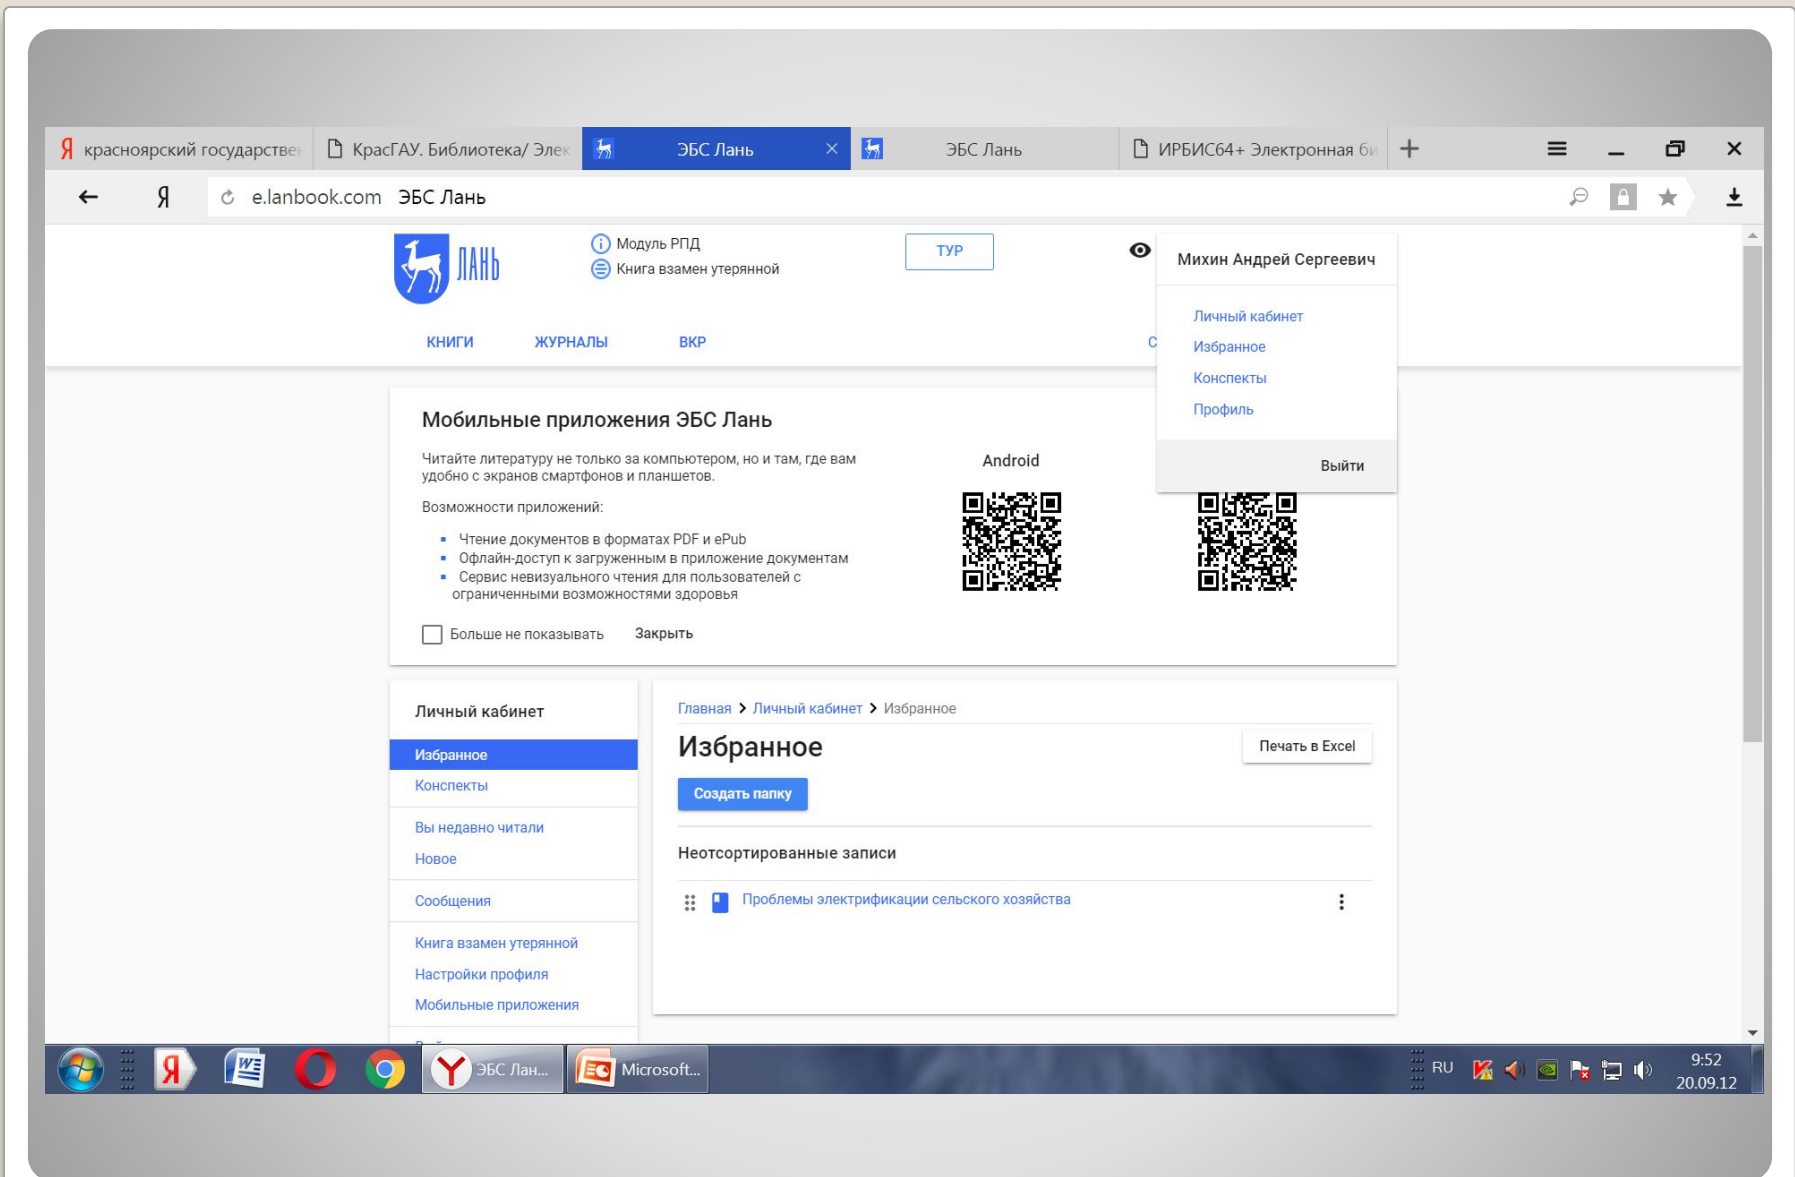 Я красноярский государствен
КрасГАУ. Библиотека/ Элек
ЭБС Лань
ЭБС Лань
ИРБИС64+ Электронная би
Я
e.lanbook.com ЭБС Лань
ЛАНЬ
Модуль РПД
Книга взамен утерянной
ТУР
Михин Андрей Сергеевич
Личный кабинет
Избранное
Конспекты
Профиль
Выйти
КНИГИ ЖУРНАЛЫ ВКР С
Мобильные приложения ЭБС Лань
Читайте литературу не только за компьютером, но и там, где вам
удобно с экранов смартфонов и планшетов.
Возможности приложений:
Чтение документов в форматах PDF и ePub
Офлайн-доступ к загруженным в приложение документам
Сервис невизуального чтения для пользователей с
ограниченными возможностями здоровья
Больше не показывать Закрыть
Android
Личный кабинет
Избранное
Конспекты
Вы недавно читали
Новое
Сообщения
Книга взамен утерянной
Настройки профиля
Мобильные приложения
Главная Личный кабинет Избранное
Избранное
Печать в Excel
Создать папку
Неотсортированные записи
Проблемы электрификации сельского хозяйства
Я
W
ЭБС Лан...
Microsoft...
RU
9:52
20.09.12